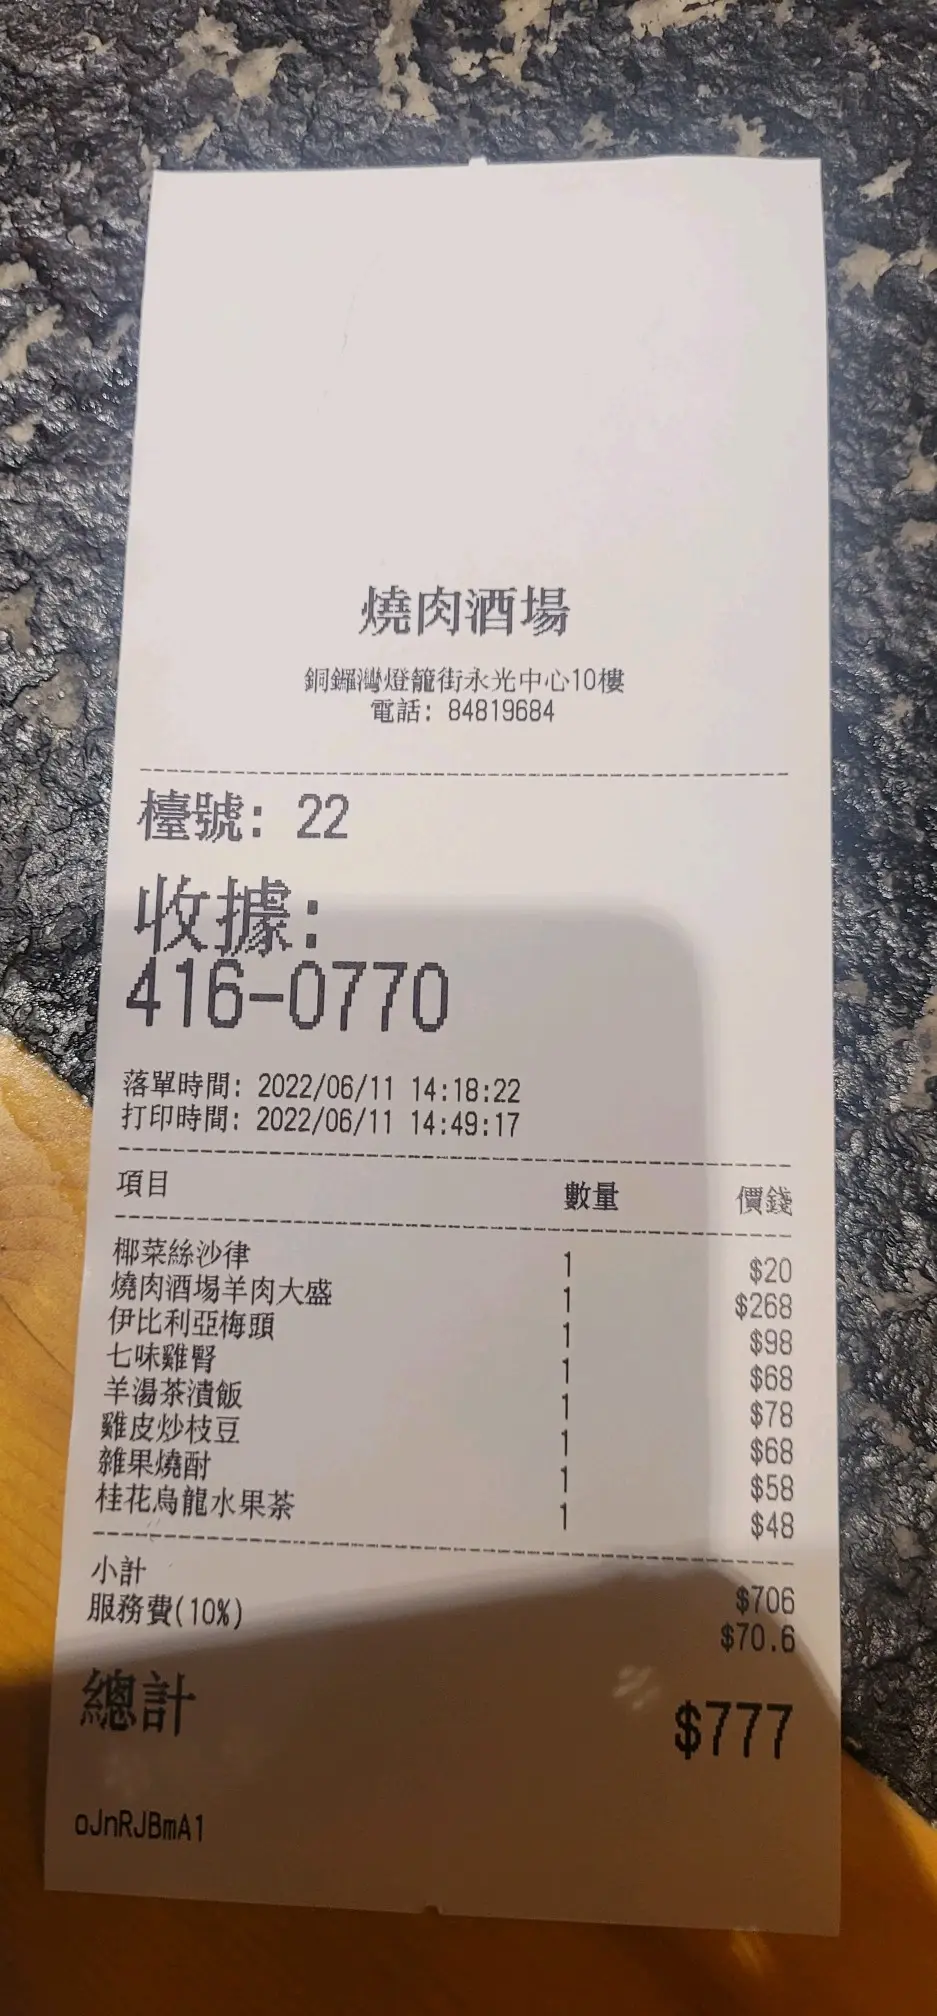 燒肉酒場
銅鑼灣燈籠街永光中心10樓
電話: 84819684
檯號: 22
收據:
416-0770
落單時間: 2022/06/11 14:18:22
打印時間: 2022/06/11 14:49:17
項目 數量 價錢
椰菜絲沙律 1 $20
燒肉酒場羊肉大盛 1 $268
伊比利亞梅頭 1 $98
七味雞腎 1 $68
羊湯茶漬飯 1 $78
雞皮炒枝豆 1 $68
雜果燒酎 1 $58
桂花烏龍水果茶 1 $48
小計 $706
服務費(10%) $70.6
總計 $777
oJnRJBmA1